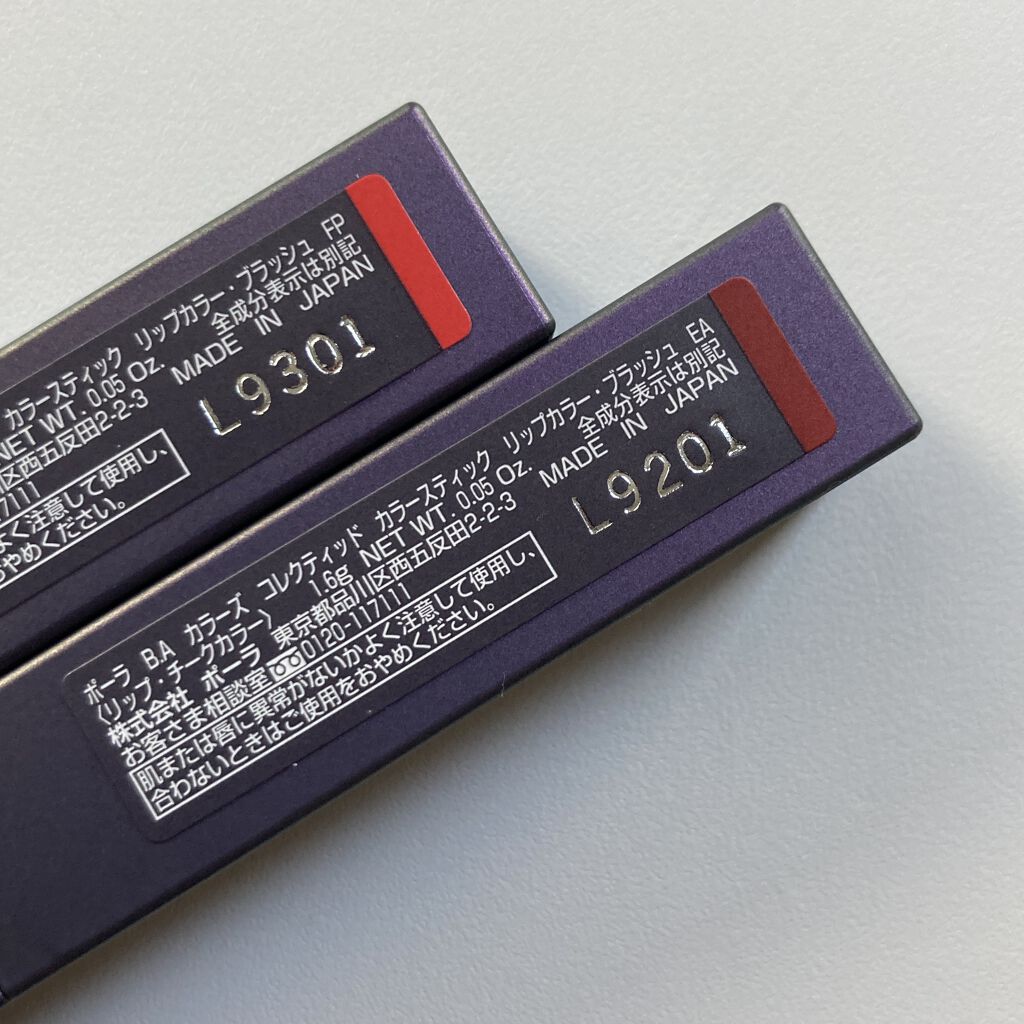 カラースティック リップカラー・ブラッシュ FP
NET WT. 0.05 Oz. 全成分表示は別記
区西五反田2-2-3 MADE IN JAPAN
7111
よく注意して使用し、
おやめください。
L9301
ポーラ B.A カラーズ コレクティッド カラースティック リップカラー・ブラッシュ EA
〈リップ・チークカラー〉 1.6g NET WT. 0.05 Oz. 全成分表示は別記
株式会社 ポーラ 東京都品川区西五反田2-2-3 MADE IN JAPAN
お客さま相談室 0120-117111
肌または唇に異常がないかよく注意して使用し、
合わないときはご使用をおやめください。
L9201